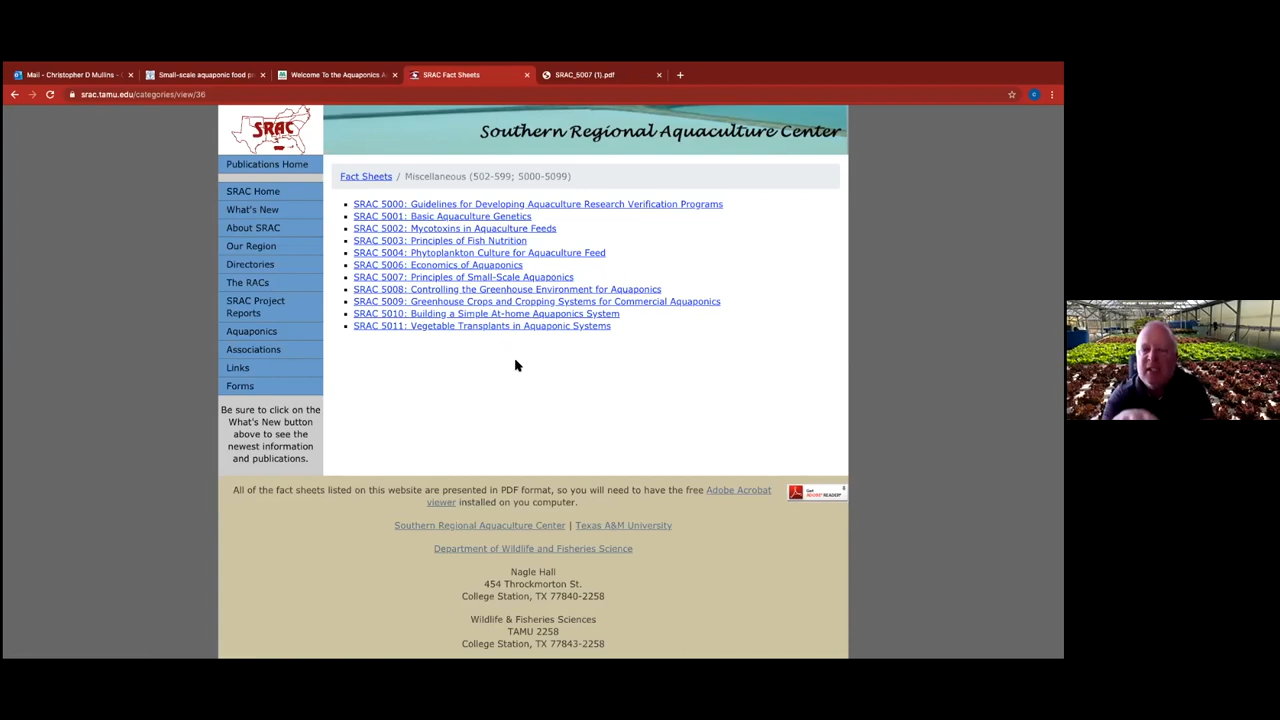 Mail - Christopher D Mullins -
Small-scale aquaponic food pr
Welcome To the Aquaponics A
SRAC Fact Sheets
SRAC_5007 (1).pdf
srac.tamu.edu/categories/view/36
SRAC
Southern Regional Aquaculture Center
Publications Home
SRAC Home
What's New
About SRAC
Our Region
Directories
The RACs
SRAC Project
Reports
Aquaponics
Associations
Links
Forms
Be sure to click on the
What's New button
above to see the
newest information
and publications.
Fact Sheets / Miscellaneous (502-599; 5000-5099)
SRAC 5000: Guidelines for Developing Aquaculture Research Verification Programs
SRAC 5001: Basic Aquaculture Genetics
SRAC 5002: Mycotoxins in Aquaculture Feeds
SRAC 5003: Principles of Fish Nutrition
SRAC 5004: Phytoplankton Culture for Aquaculture Feed
SRAC 5006: Economics of Aquaponics
SRAC 5007: Principles of Small-Scale Aquaponics
SRAC 5008: Controlling the Greenhouse Environment for Aquaponics
SRAC 5009: Greenhouse Crops and Cropping Systems for Commercial Aquaponics
SRAC 5010: Building a Simple At-home Aquaponics System
SRAC 5011: Vegetable Transplants in Aquaponic Systems
All of the fact sheets listed on this website are presented in PDF format, so you will need to have the free Adobe Acrobat
viewer installed on you computer.
Get
ADOBE® READER®
Southern Regional Aquaculture Center | Texas A&M University
Department of Wildlife and Fisheries Science
Nagle Hall
454 Throckmorton St.
College Station, TX 77840-2258
Wildlife & Fisheries Sciences
TAMU 2258
College Station, TX 77843-2258